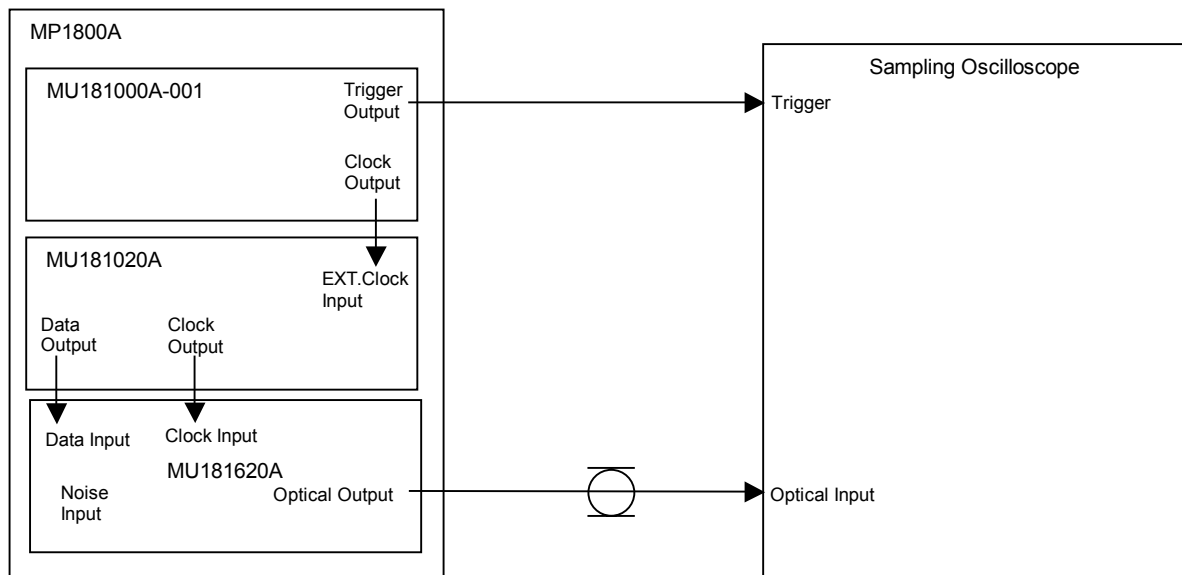 MP1800A
Sampling Oscilloscope
MU181000A-001
Trigger
Output
Trigger
Clock
Output
MU181020A
EXT.Clock
Input
Data
Output
Clock
Output
Data Input
Clock Input
MU181620A
Noise
Input
Optical Output
Optical Input